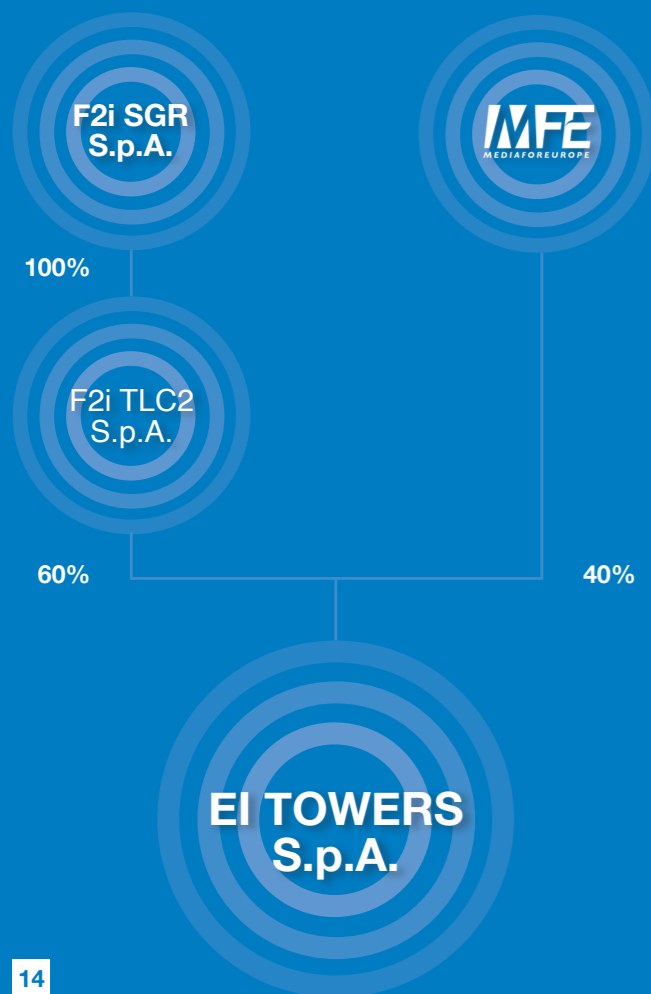 F2i SGR
S.p.A.
MFE
MEDIAFOREUROPE
100%
F2i TLC2
S.p.A.
60%
40%
EI TOWERS
S.p.A.
14